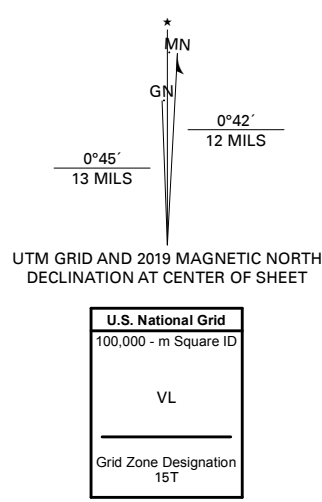 ★
MN
GN
0°42´
12 MILS
0°45´
13 MILS
UTM GRID AND 2019 MAGNETIC NORTH
DECLINATION AT CENTER OF SHEET
U.S. National Grid
100,000 - m Square ID
VL
Grid Zone Designation
15T